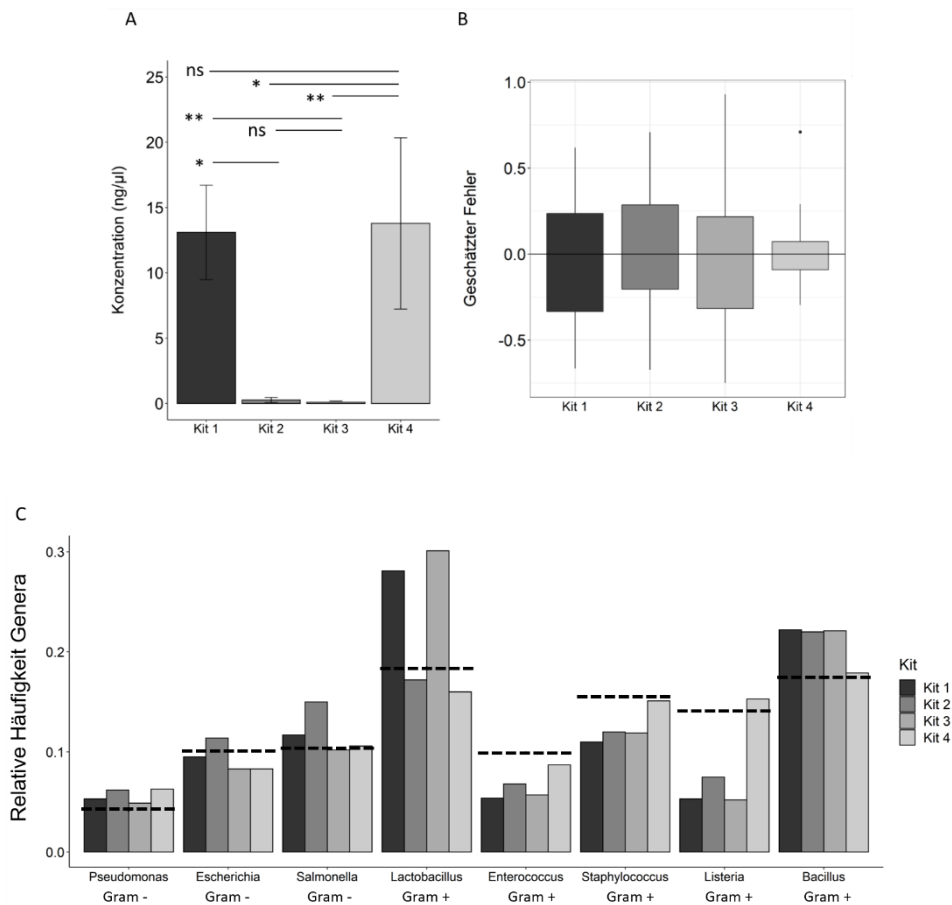 A
B
ns
*
**
**
ns
*
25
20
15
10
5
0
Konzentration (ng/µl)
Kit 1
Kit 2
Kit 3
Kit 4
1.0
0.5
0.0
-0.5
Geschätzter Fehler
Kit 1
Kit 2
Kit 3
Kit 4
C
0.3
0.2
0.1
0.0
Relative Häufigkeit Genera
Pseudomonas Escherichia Salmonella Lactobacillus Enterococcus Staphylococcus Listeria Bacillus
Gram - Gram - Gram - Gram + Gram + Gram + Gram + Gram +
Kit
Kit 1
Kit 2
Kit 3
Kit 4